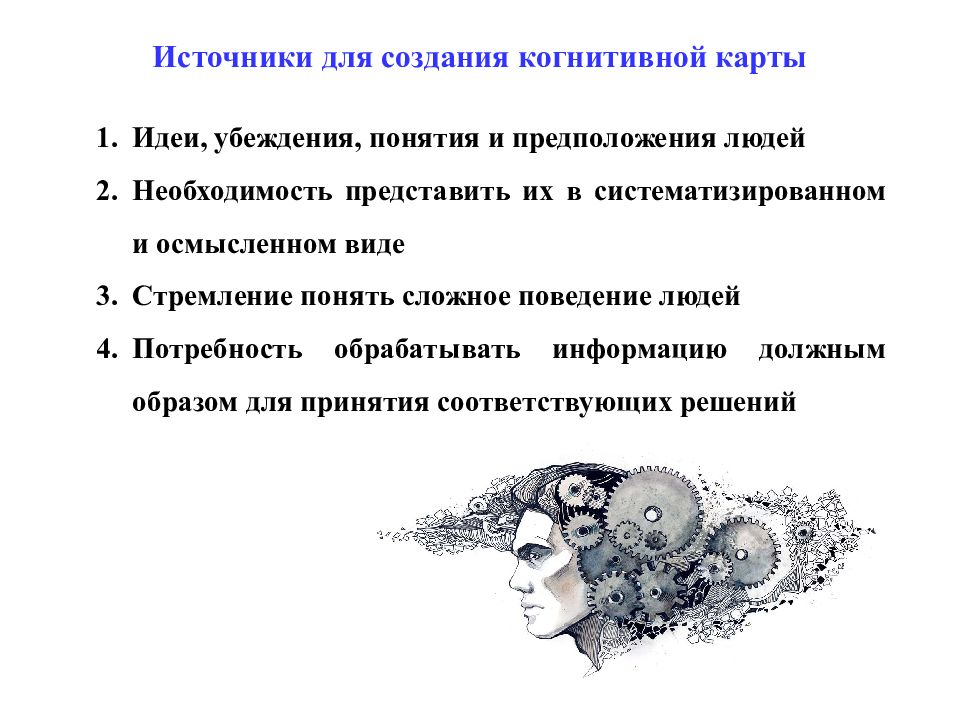 Источники для создания когнитивной карты
1. Идеи, убеждения, понятия и предположения людей
2. Необходимость представить их в систематизированном
и осмысленном виде
3. Стремление понять сложное поведение людей
4. Потребность обрабатывать информацию должным
образом для принятия соответствующих решений